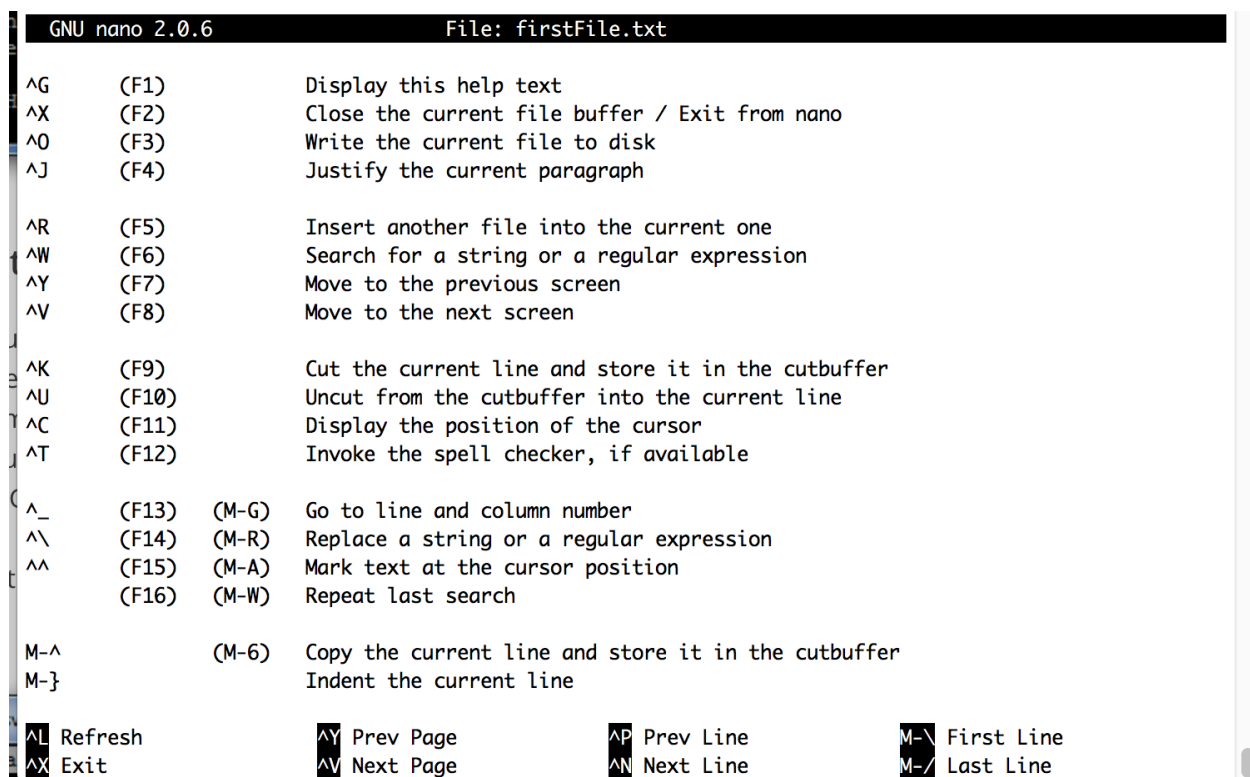 GNU nano 2.0.6 File: firstFile.txt
^G (F1) Display this help text
^X (F2) Close the current file buffer / Exit from nano
^O (F3) Write the current file to disk
^J (F4) Justify the current paragraph
^R (F5) Insert another file into the current one
^W (F6) Search for a string or a regular expression
^Y (F7) Move to the previous screen
^V (F8) Move to the next screen
^K (F9) Cut the current line and store it in the cutbuffer
^U (F10) Uncut from the cutbuffer into the current line
^C (F11) Display the position of the cursor
^T (F12) Invoke the spell checker, if available
^_ (F13) (M-G) Go to line and column number
^\ (F14) (M-R) Replace a string or a regular expression
^^ (F15) (M-A) Mark text at the cursor position
(F16) (M-W) Repeat last search
M-^ (M-6) Copy the current line and store it in the cutbuffer
M-} Indent the current line
^L Refresh ^Y Prev Page ^P Prev Line M-\ First Line
^X Exit ^V Next Page ^N Next Line M-/ Last Line